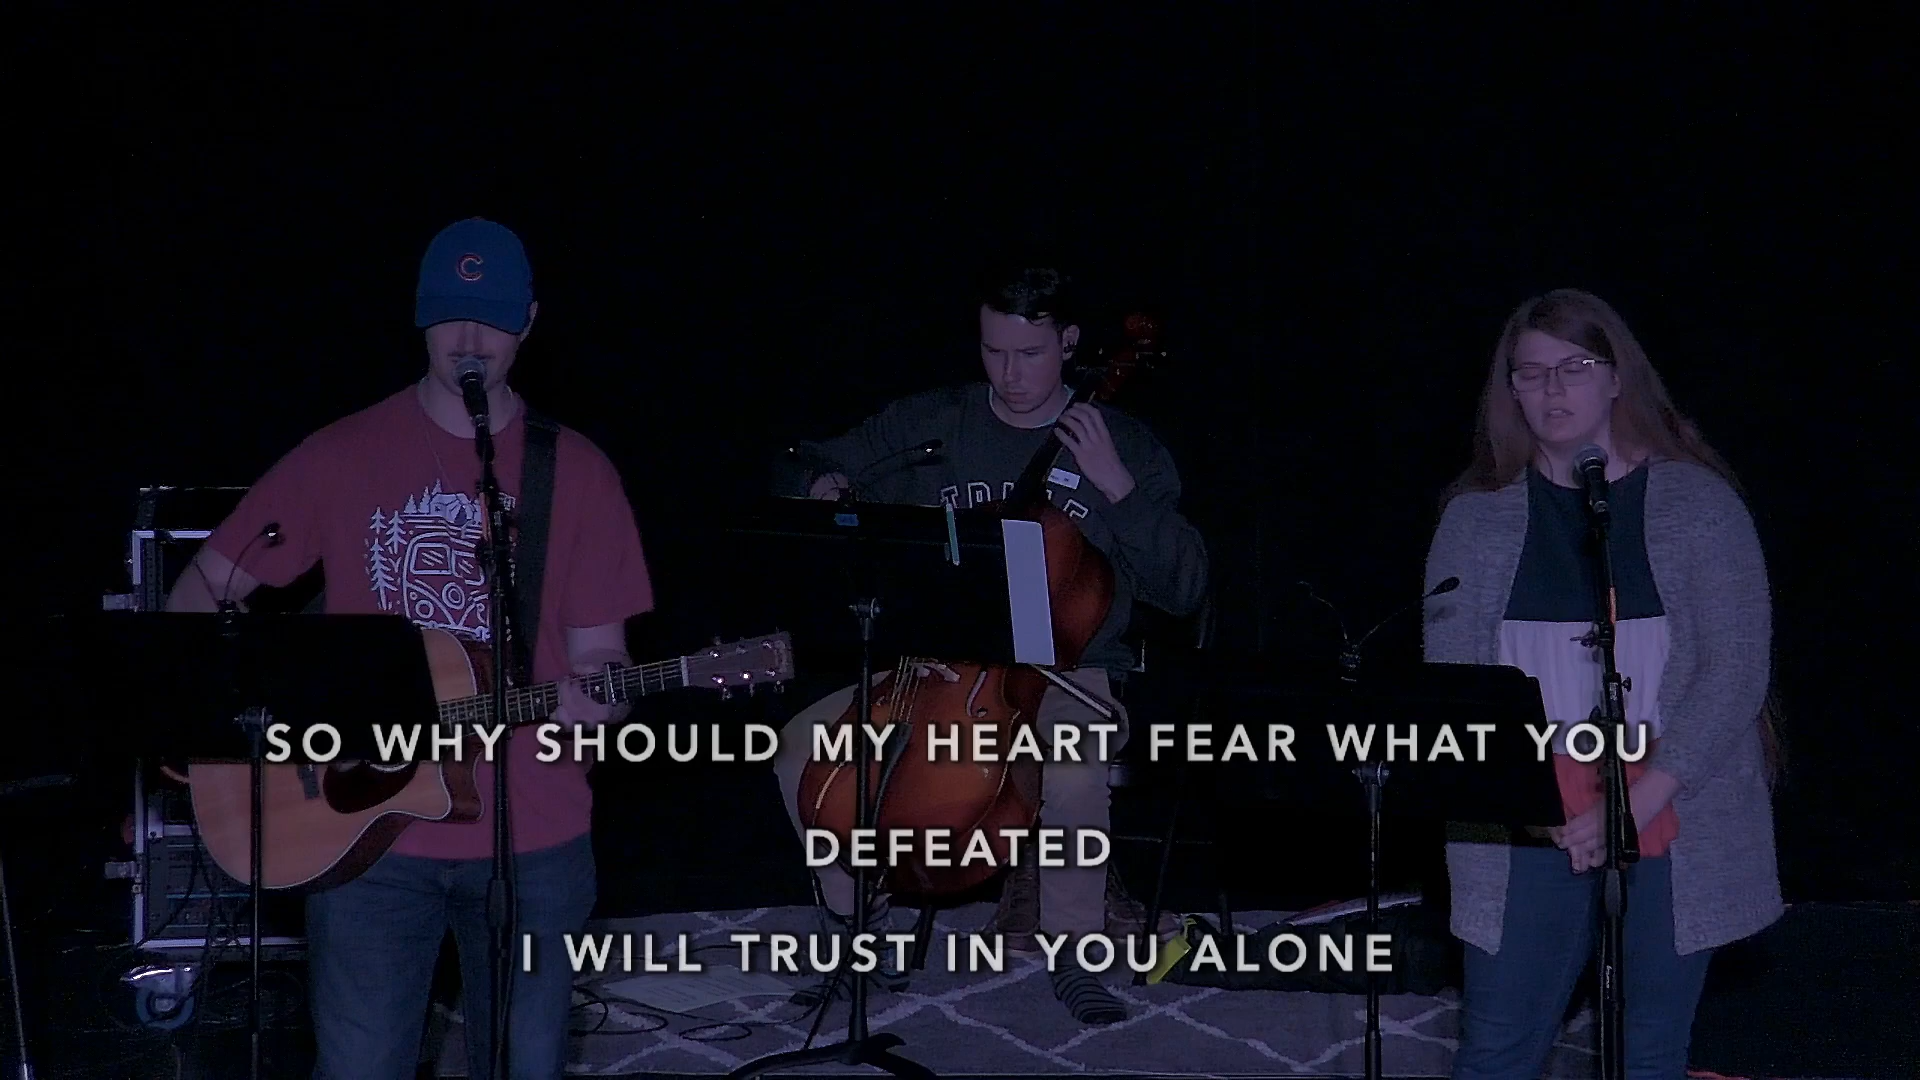 C
SO WHY SHOULD MY HEART FEAR WHAT YOU
DEFEATED
I WILL TRUST IN YOU ALONE